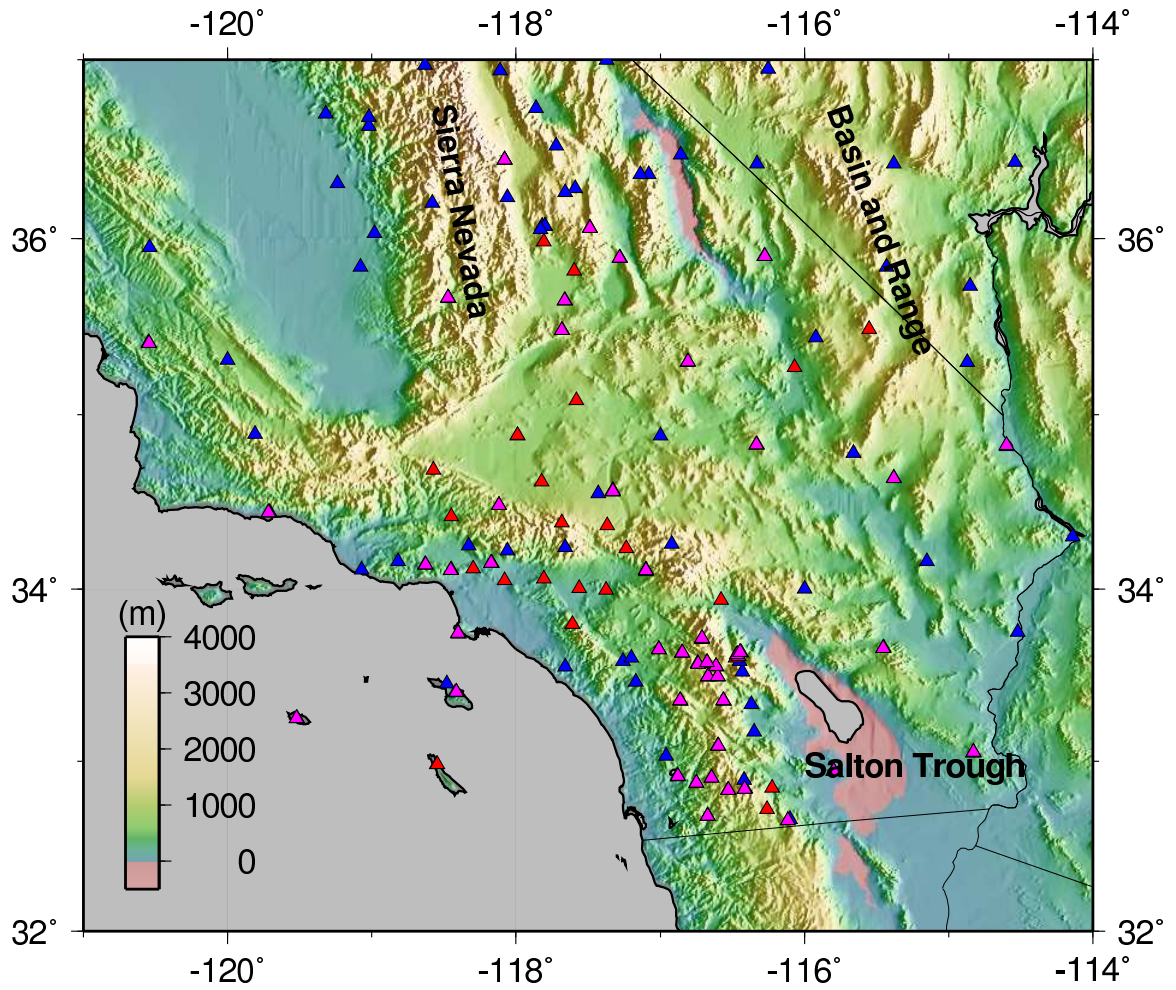 -120˚ -118˚ -116˚ -114˚
Sierra Nevada
Basin and Range
36˚ 36˚
34˚ 34˚
(m)
4000
3000
2000
1000
0
Salton Trough
32˚ 32˚
-120˚ -118˚ -116˚ -114˚